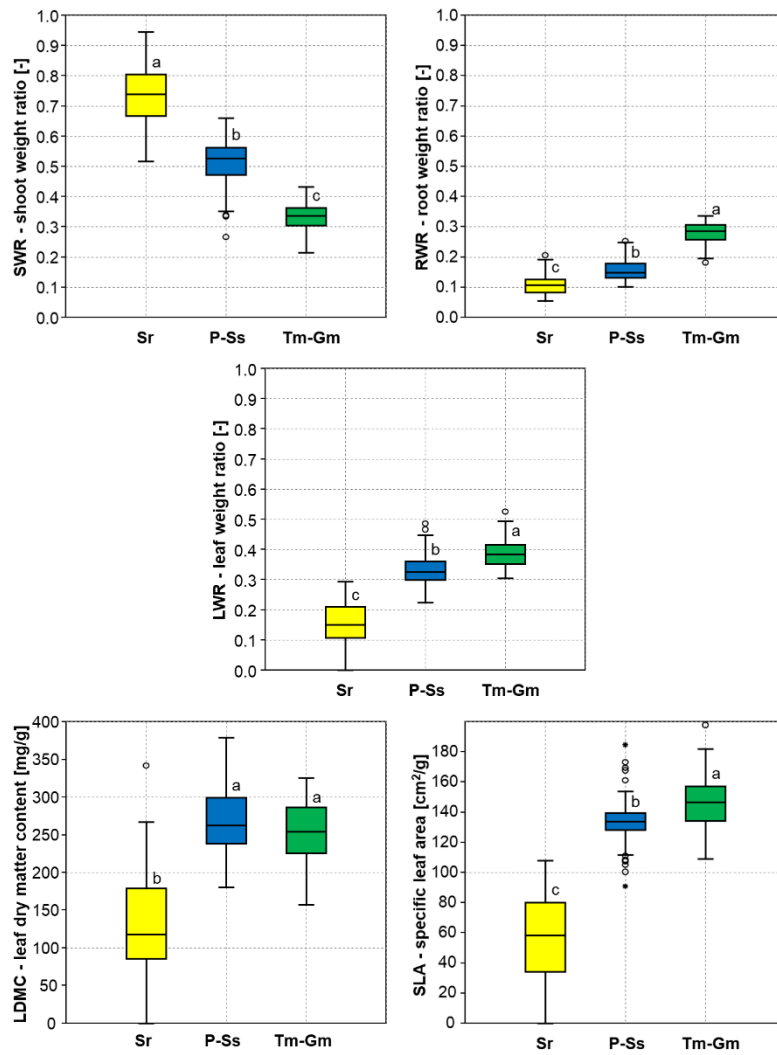 SWR - shoot weight ratio [-]
1.0
0.9
0.8
0.7
0.6
0.5
0.4
0.3
0.2
0.1
0.0
a
b
c
Sr P-Ss Tm-Gm
RWR - root weight ratio [-]
1.0
0.9
0.8
0.7
0.6
0.5
0.4
0.3
0.2
0.1
0.0
c
b
a
Sr P-Ss Tm-Gm
LWR - leaf weight ratio [-]
1.0
0.9
0.8
0.7
0.6
0.5
0.4
0.3
0.2
0.1
0.0
c
b
a
Sr P-Ss Tm-Gm
LDMC - leaf dry matter content [mg/g]
400
350
300
250
200
150
100
50
0
b
a
a
Sr P-Ss Tm-Gm
SLA - specific leaf area [cm²/g]
180
160
140
120
100
80
60
40
20
0
c
b
a
Sr P-Ss Tm-Gm